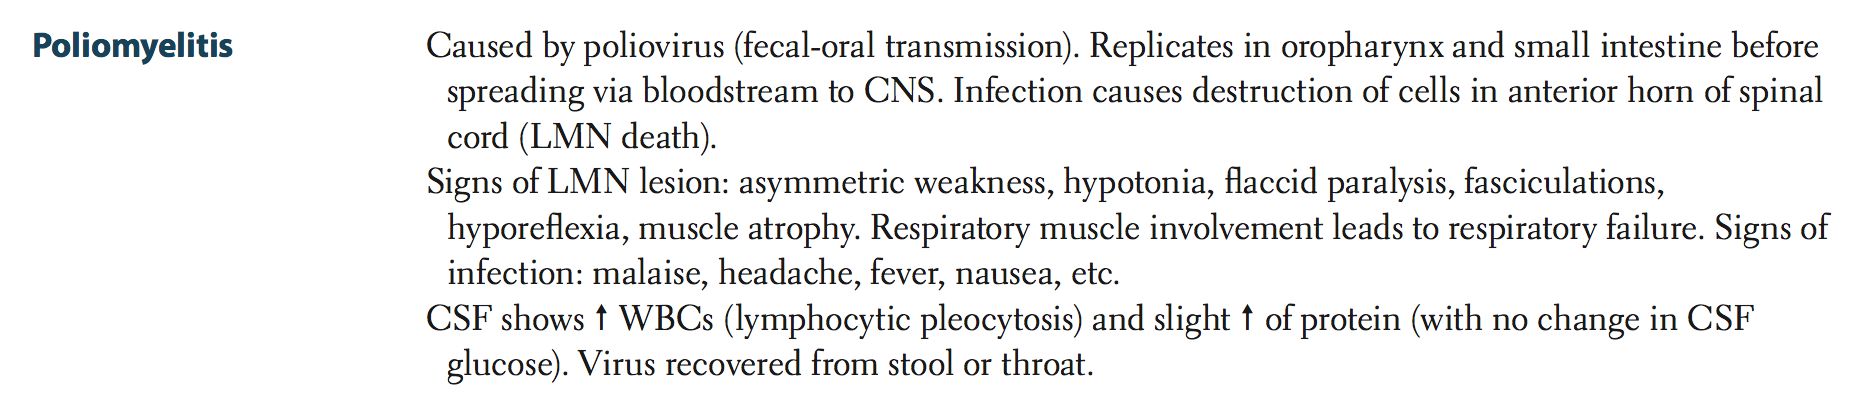 Poliomyelitis
Caused by poliovirus (fecal-oral transmission). Replicates in oropharynx and small intestine before
spreading via bloodstream to CNS. Infection causes destruction of cells in anterior horn of spinal
cord (LMN death).
Signs of LMN lesion: asymmetric weakness, hypotonia, flaccid paralysis, fasciculations,
hyporeflexia, muscle atrophy. Respiratory muscle involvement leads to respiratory failure. Signs of
infection: malaise, headache, fever, nausea, etc.
CSF shows ↑ WBCs (lymphocytic pleocytosis) and slight ↑ of protein (with no change in CSF
glucose). Virus recovered from stool or throat.